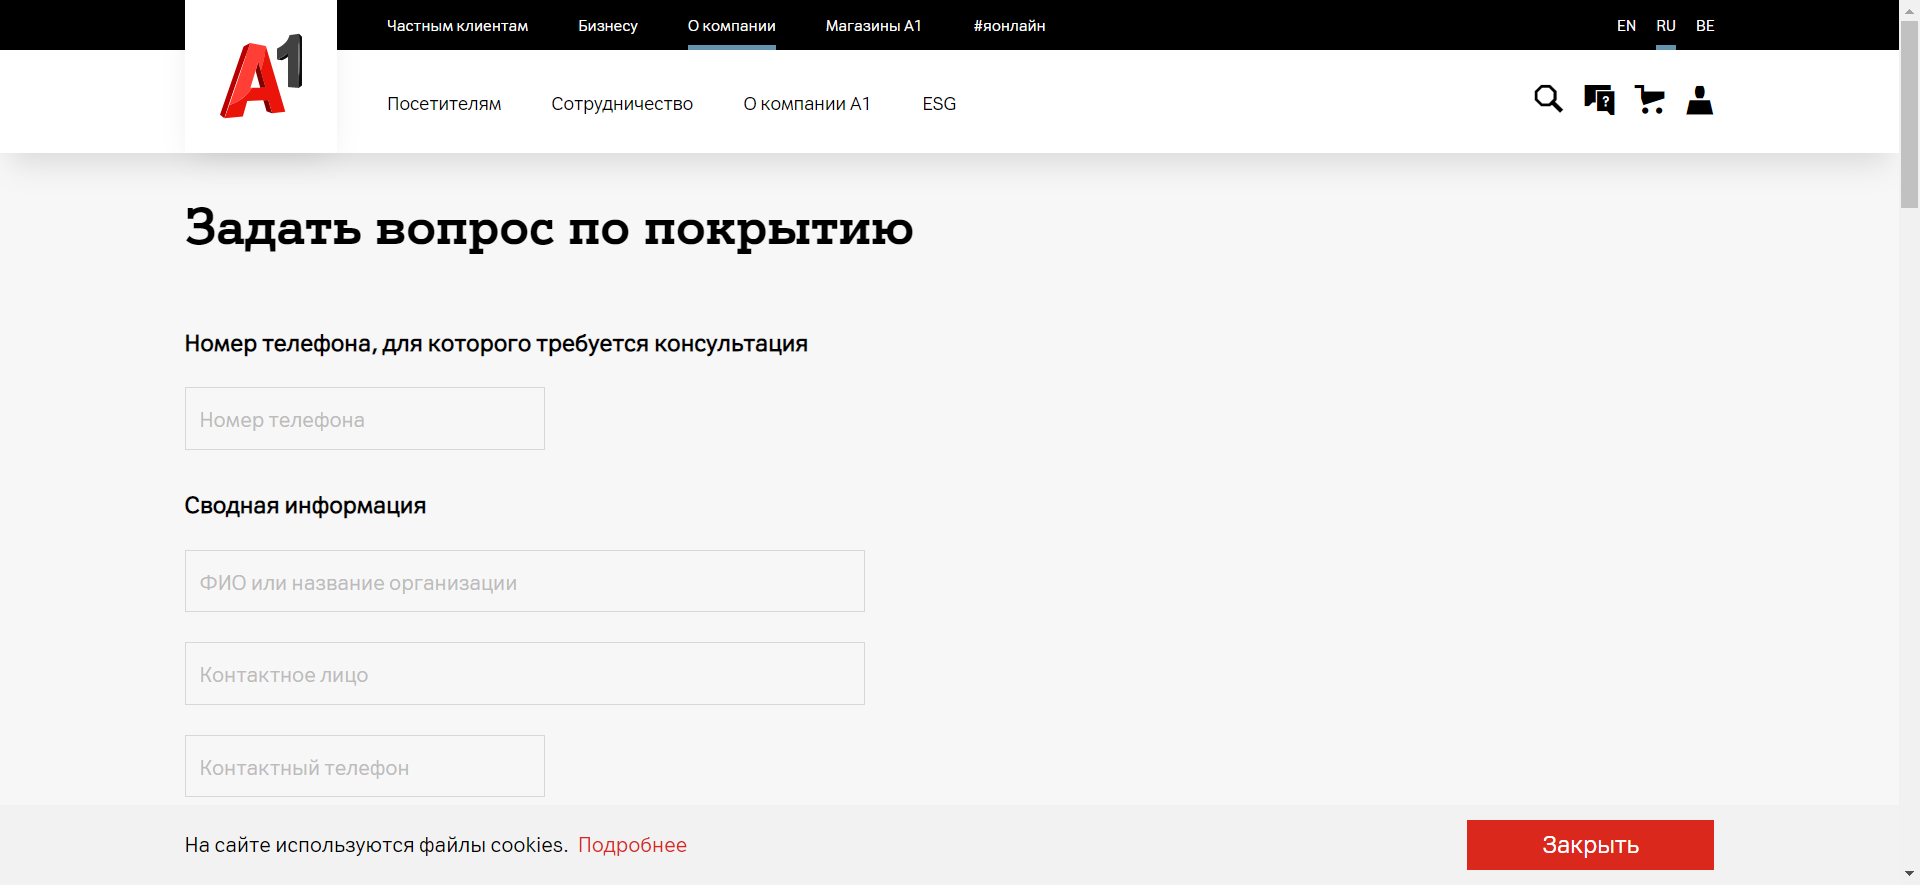 Частным клиентам
Бизнесу
О компании
Магазины А1
#яонлайн
EN
RU
BE
A1
Посетителям
Сотрудничество
О компании А1
ESG
?
Задать вопрос по покрытию
Номер телефона, для которого требуется консультация
Номер телефона
Сводная информация
ФИО или название организации
Контактное лицо
Контактный телефон
На сайте используются файлы cookies. Подробнее
Закрыть